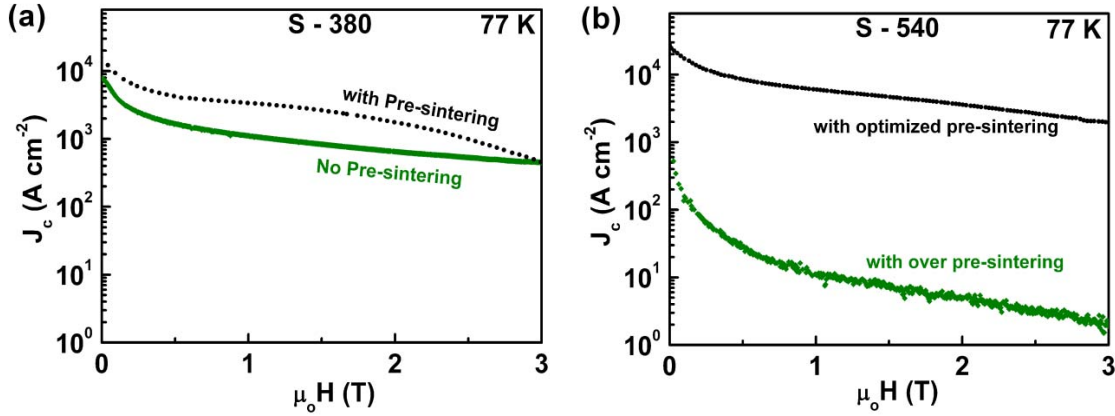 (a)
S - 380
77 K
with Pre-sintering
No Pre-sintering
J_c (A cm^-2)
10^4
10^3
10^2
10^1
10^0
0
1
2
3
μ_oH (T)
(b)
S - 540
77 K
with optimized pre-sintering
with over pre-sintering
J_c (A cm^-2)
10^4
10^3
10^2
10^1
10^0
0
1
2
3
μ_oH (T)